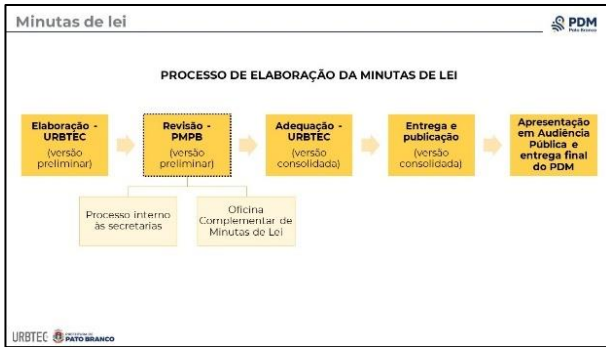 Minutas de lei
PDM
Pato Branco
PROCESSO DE ELABORAÇÃO DA MINUTAS DE LEI
Elaboração -
URBTEC
(versão
preliminar)
Revisão -
PMPB
(versão
preliminar)
Adequação -
URBTEC
(versão
consolidada)
Entrega e
publicação
(versão
consolidada)
Apresentação
em Audiência
Pública e
entrega final
do PDM
Processo interno
às secretarias
Oficina
Complementar de
Minutas de Lei
URBTEC
PATO BRANCO